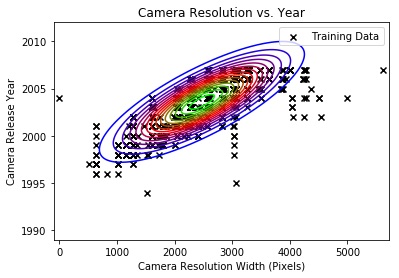 Camera Resolution vs. Year
Training Data
Camera Release Year
2010
2005
2000
1995
1990
0 1000 2000 3000 4000 5000
Camera Resolution Width (Pixels)